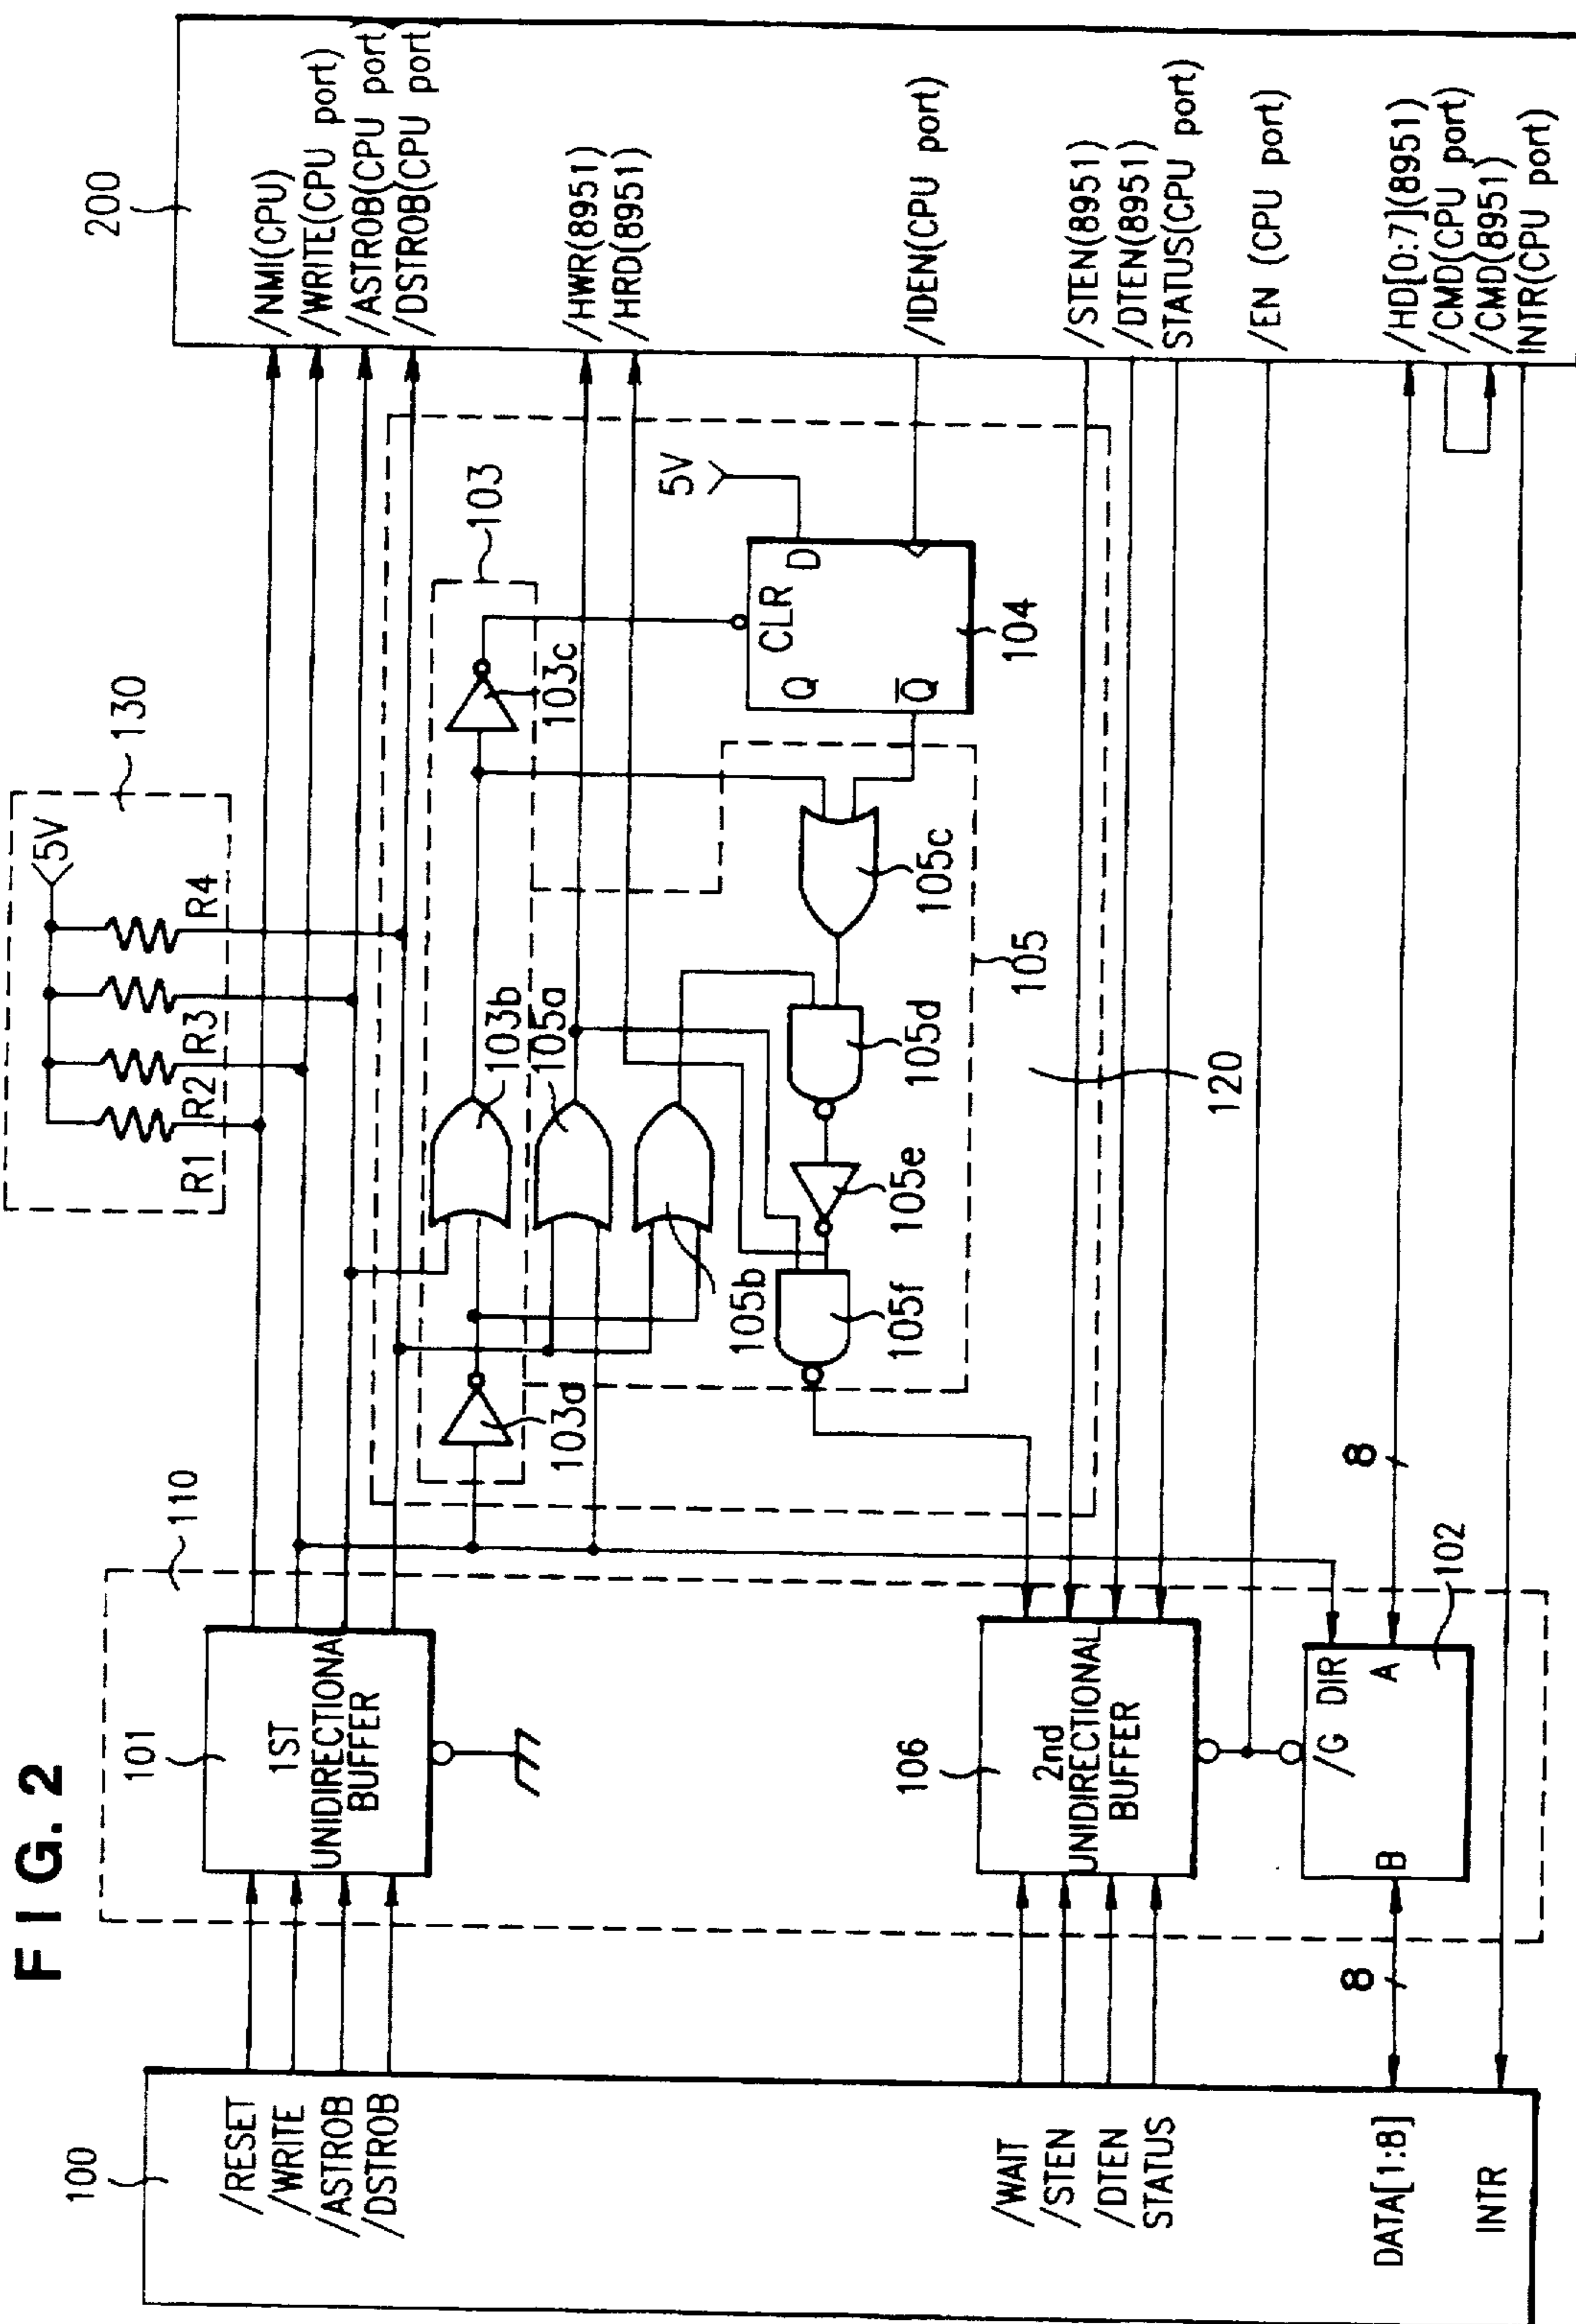 FIG. 2
100
/RESET
/WRITE
/ASTROB
/DSTROB
/WAIT
/STEN
/DTEN
STATUS
DATA[1:8]
INTR
110
101
1ST
UNIDIRECTIONA
BUFFER
106
2nd
UNIDIRECTIONAL
BUFFER
/G
DIR
A
B
102
8
8
130
5V
R1
R2
R3
R4
103
103a
103b
103c
105a
105b
105c
105d
105e
105f
105
120
5V
D
CLR
Q
Q̅
104
200
/NMI(CPU)
/WRITE(CPU port)
/ASTROB(CPU port)
/DSTROB(CPU port)
/HWR(8951)
/HRD(8951)
/IDEN(CPU port)
/STEN(8951)
/DTEN(8951)
STATUS(CPU port)
/EN (CPU port)
/HD[0:7](8951)
/CMD(CPU port)
/CMD(8951)
INTR(CPU port)